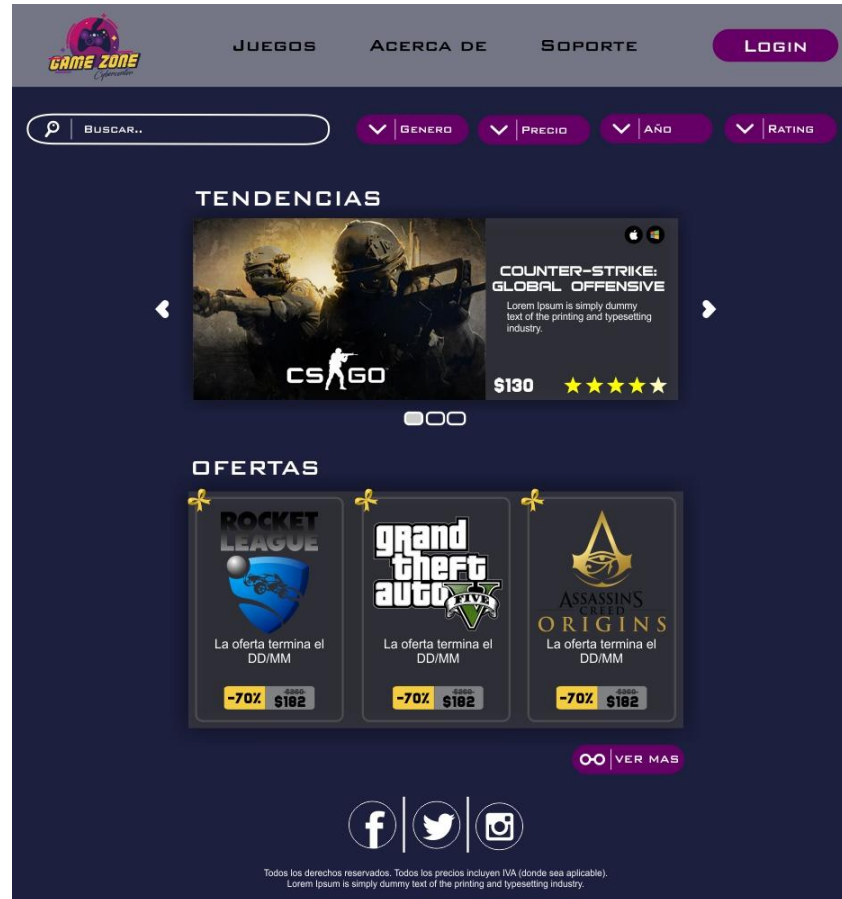 GAME ZONE
Cybercenter
JUEGOS
ACERCA DE
SOPORTE
LOGIN
BUSCAR..
GENERO
PRECIO
AÑO
RATING
TENDENCIAS
CS GO
COUNTER-STRIKE:
GLOBAL OFFENSIVE
Lorem Ipsum is simply dummy
text of the printing and typesetting
industry.
$130
OFERTAS
ROCKET
LEAGUE
La oferta termina el
DD/MM
-70%
$182
grand
theft
auto
FIVE
La oferta termina el
DD/MM
-70%
$182
ASSASSIN'S
CREED
ORIGINS
La oferta termina el
DD/MM
-70%
$182
VER MAS
Todos los derechos reservados. Todos los precios incluyen IVA (donde sea aplicable).
Lorem Ipsum is simply dummy text of the printing and typesetting industry.